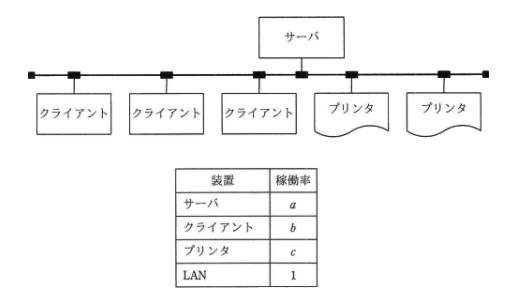 サーバ
クライアント クライアント クライアント プリンタ プリンタ
装置 稼働率
サーバ a
クライアント b
プリンタ c
LAN 1